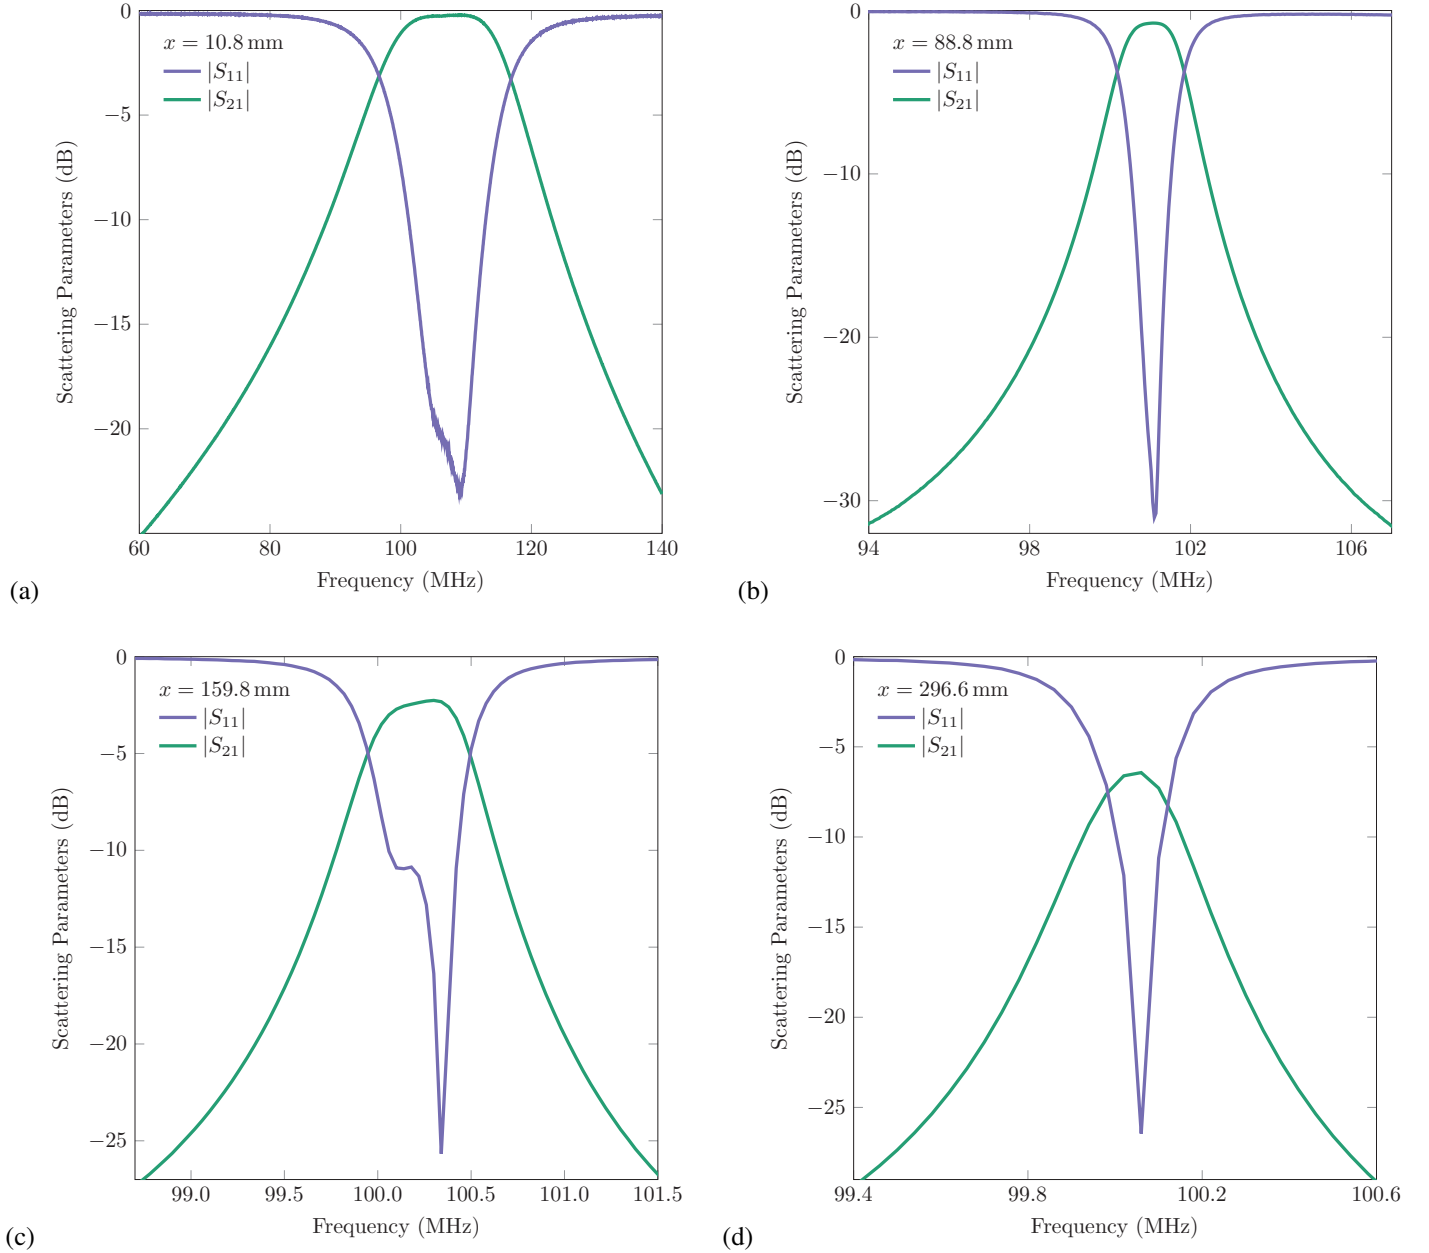 0
−5
−10
−15
−20
60
80
100
120
140
Scattering Parameters (dB)
Frequency (MHz)
x = 10.8 mm
|S11|
|S21|
(a)
0
−10
−20
−30
94
98
102
106
Scattering Parameters (dB)
Frequency (MHz)
x = 88.8 mm
|S11|
|S21|
(b)
0
−5
−10
−15
−20
−25
99.0
99.5
100.0
100.5
101.0
101.5
Scattering Parameters (dB)
Frequency (MHz)
x = 159.8 mm
|S11|
|S21|
(c)
0
−5
−10
−15
−20
−25
99.4
99.8
100.2
100.6
Scattering Parameters (dB)
Frequency (MHz)
x = 296.6 mm
|S11|
|S21|
(d)